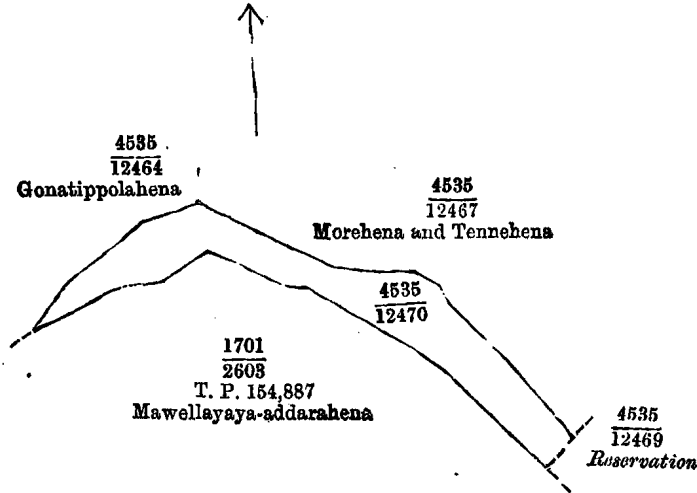 4535
12464
Gonatippolahena
4535
12467
Morehena and Tennehena
4535
12470
1701
2603
T. P. 154,887
Mawellayaya-addarahena
4535
12469
Reservation